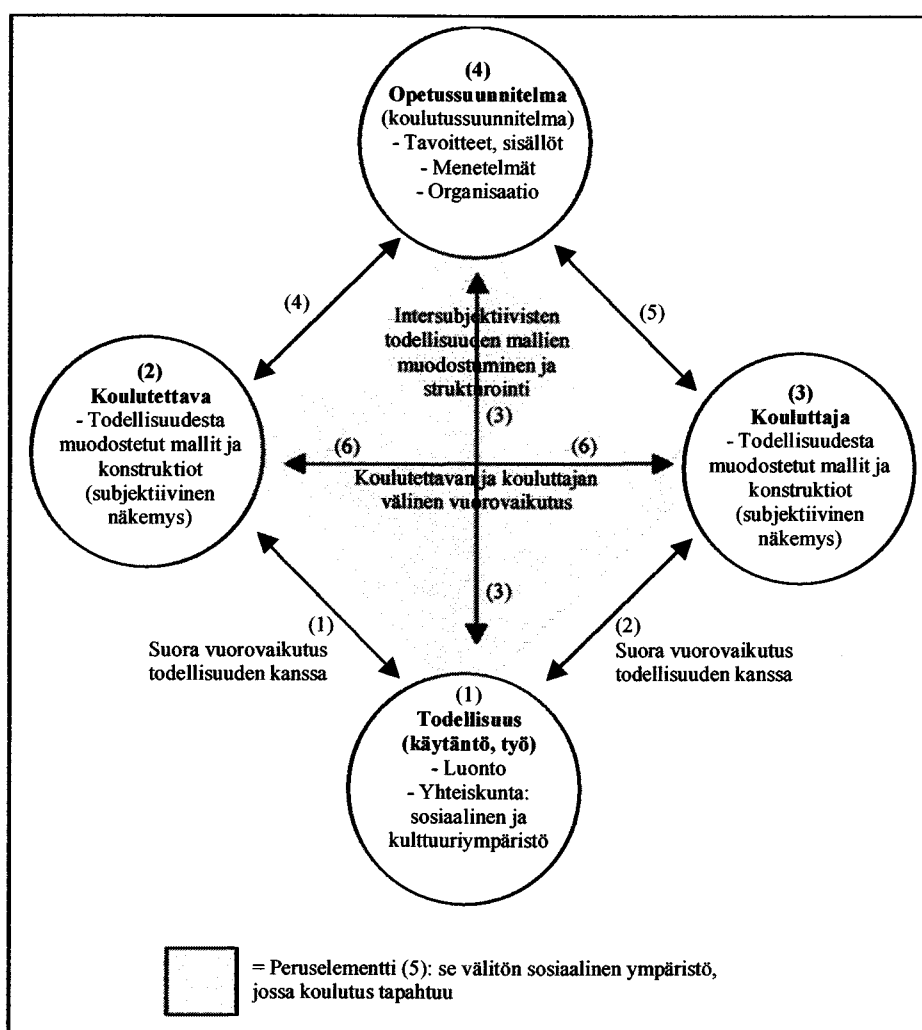 (4)
Opetussuunnitelma
(koulutussuunnitelma)
- Tavoitteet, sisällöt
- Menetelmät
- Organisaatio
(4)
(5)
Intersubjektiivisten
todellisuuden mallien
muodostuminen ja
strukturointi
(3)
(2)
Koulutettava
- Todellisuudesta
muodostetut mallit ja
konstruktiot
(subjektiivinen
näkemys)
(3)
Kouluttaja
- Todellisuudesta
muodostetut mallit ja
konstruktiot
(subjektiivinen
näkemys)
(6)
(6)
Koulutettavan ja kouluttajan
välinen vuorovaikutus
(3)
(1)
Suora vuorovaikutus
todellisuuden kanssa
(2)
Suora vuorovaikutus
todellisuuden kanssa
(1)
Todellisuus
(käytäntö, työ)
- Luonto
- Yhteiskunta:
sosiaalinen ja
kulttuuriympäristö
= Peruselementti (5): se välitön sosiaalinen ympäristö,
jossa koulutus tapahtuu